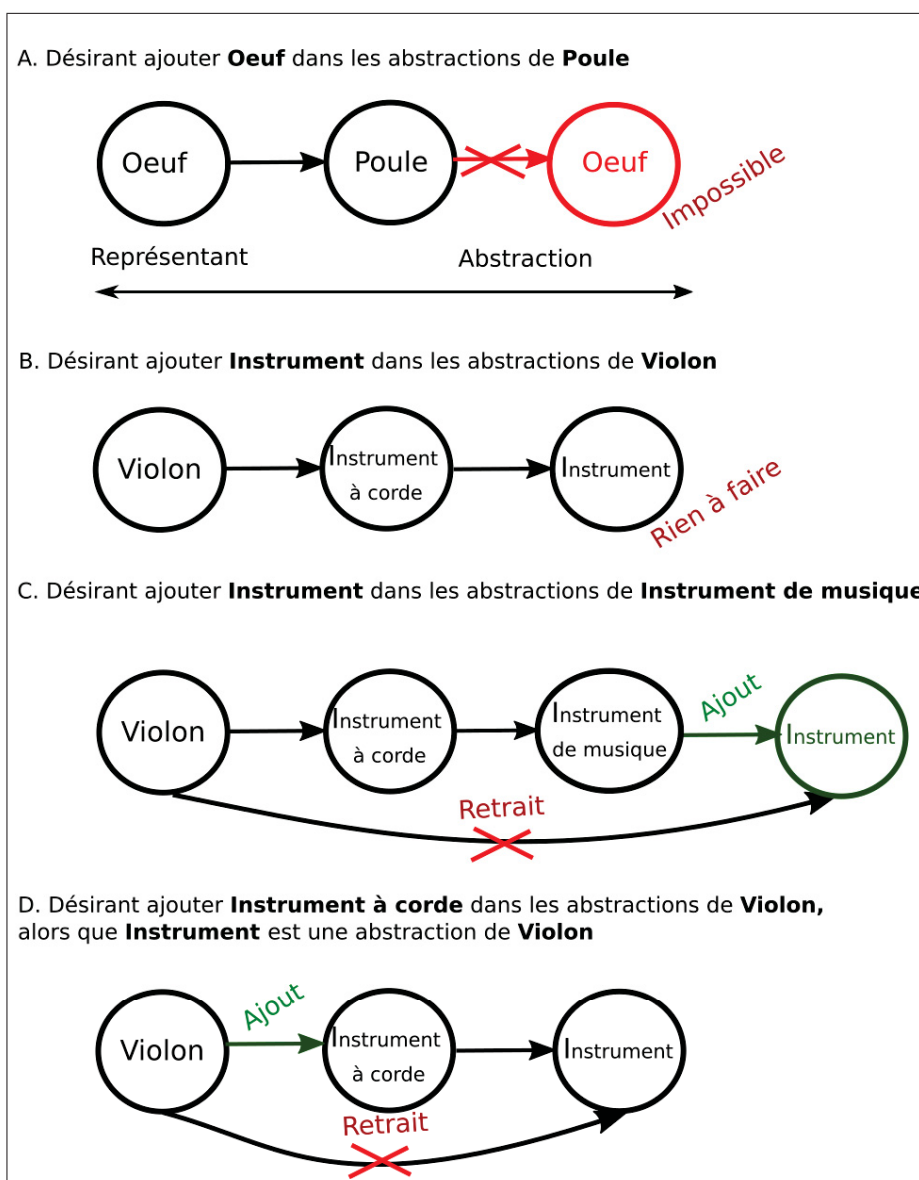 A. Désirant ajouter Oeuf dans les abstractions de Poule
Oeuf
Poule
Oeuf
Impossible
Représentant
Abstraction
B. Désirant ajouter Instrument dans les abstractions de Violon
Violon
Instrument
à corde
Instrument
Rien à faire
C. Désirant ajouter Instrument dans les abstractions de Instrument de musique
Violon
Instrument
à corde
Instrument
de musique
Ajout
Instrument
Retrait
D. Désirant ajouter Instrument à corde dans les abstractions de Violon,
alors que Instrument est une abstraction de Violon
Violon
Ajout
Instrument
à corde
Instrument
Retrait